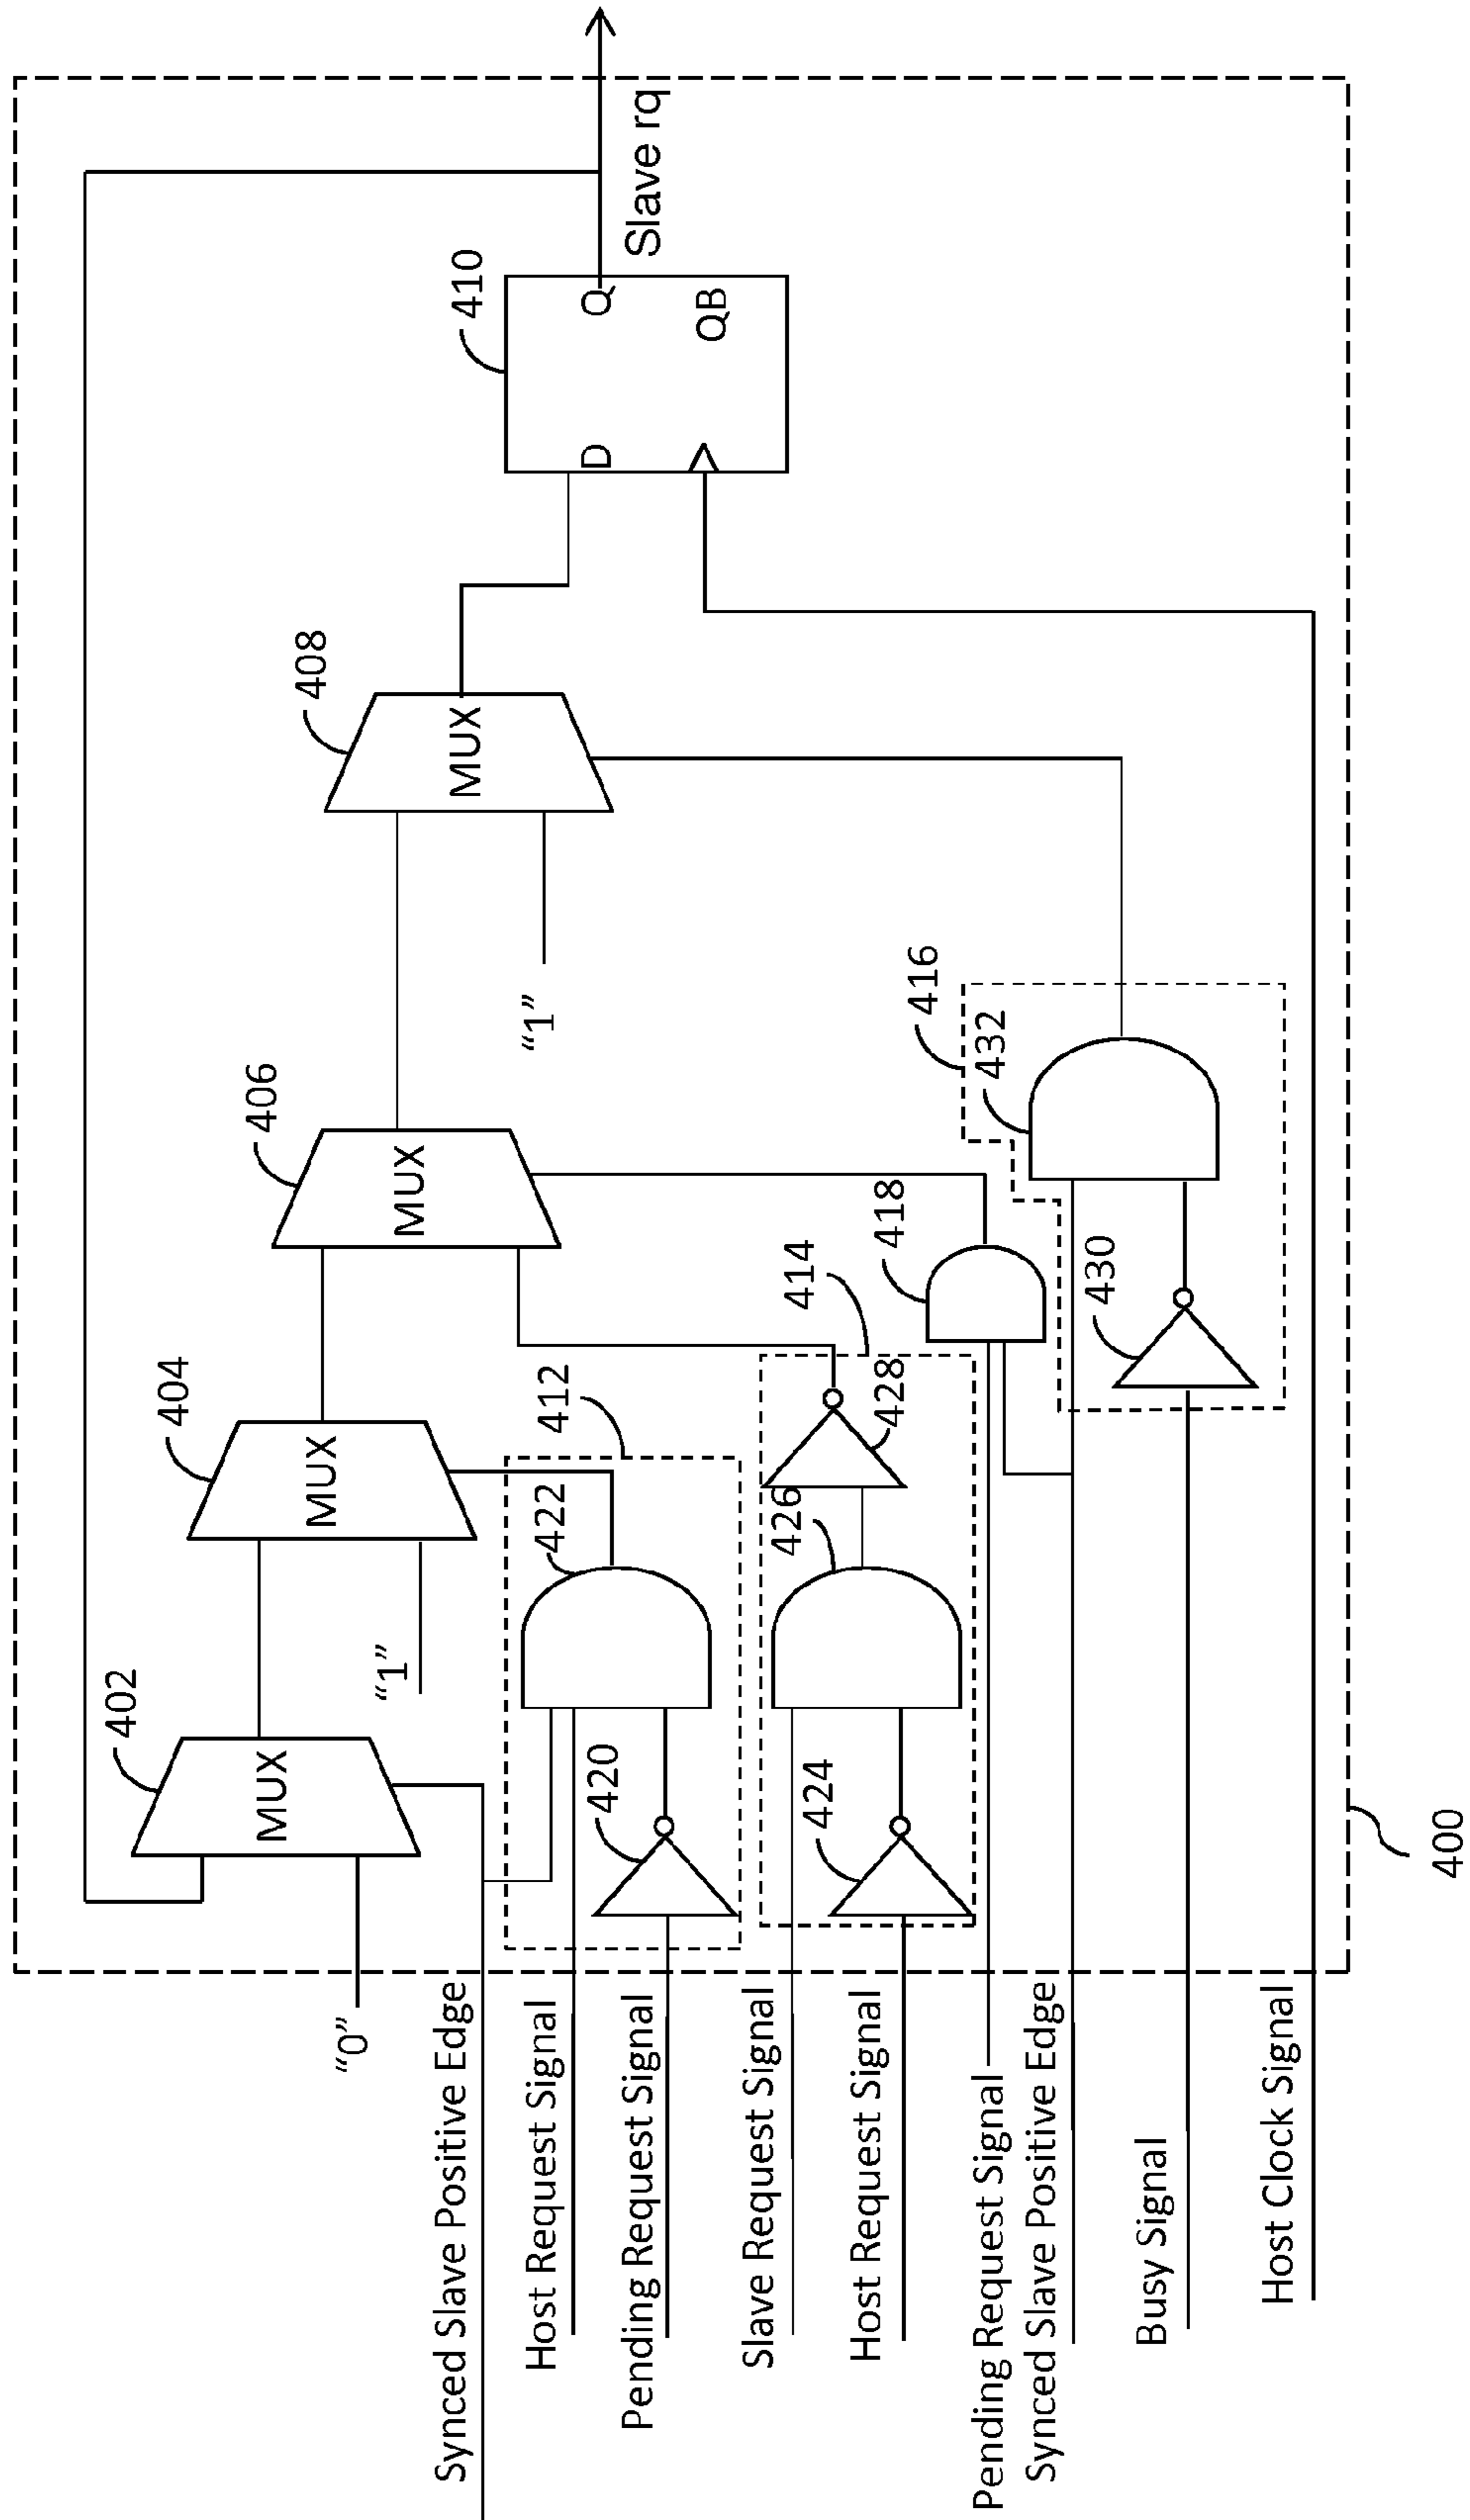 402
MUX
404
MUX
406
MUX
408
MUX
410
D
Q
QB
Slave rq
"0"
"1"
"1"
Synced Slave Positive Edge
Host Request Signal
Pending Request Signal
Slave Request Signal
Host Request Signal
Pending Request Signal
Synced Slave Positive Edge
Busy Signal
Host Clock Signal
412
422
420
414
426
428
424
418
416
432
430
400